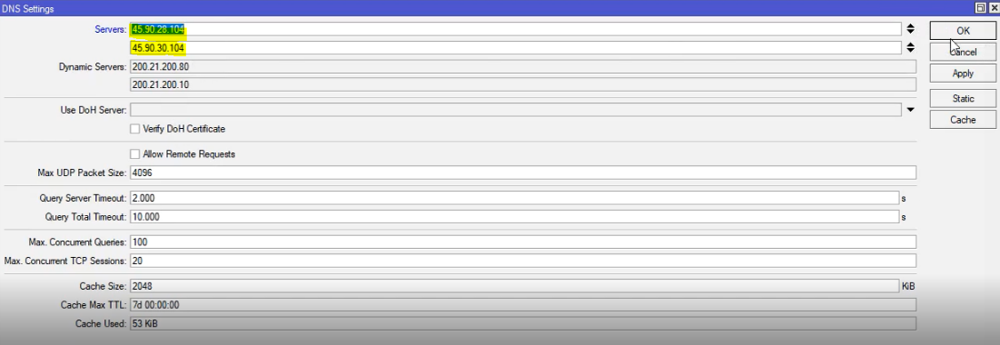 DNS Settings
Servers: 45.90.28.104
45.90.30.104
OK
Cancel
Dynamic Servers: 200.21.200.80
200.21.200.10
Apply
Static
Use DoH Server:
Cache
Verify DoH Certificate
Allow Remote Requests
Max UDP Packet Size: 4096
Query Server Timeout: 2.000 s
Query Total Timeout: 10.000 s
Max. Concurrent Queries: 100
Max. Concurrent TCP Sessions: 20
Cache Size: 2048 KiB
Cache Max TTL: 7d 00:00:00
Cache Used: 53 KiB